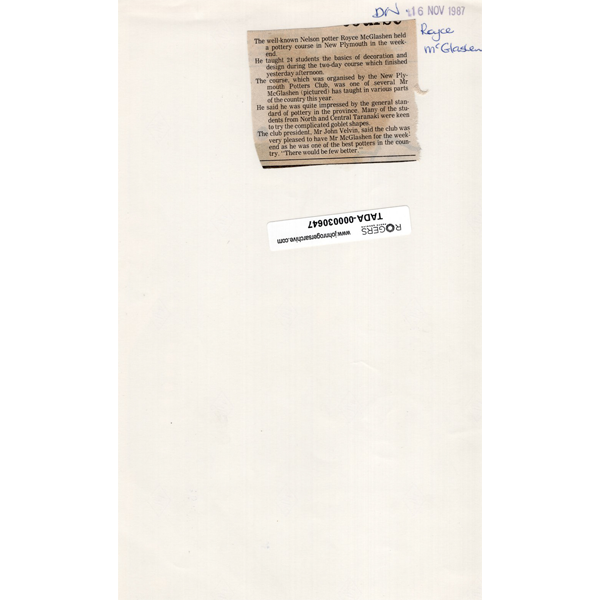 DN 16 NOV 1987
Royce
McGlashen
The well-known Nelson potter Royce McGlashen held
a pottery course in New Plymouth in the week-
end.
He taught 24 students the basics of decoration and
design during the two-day course which finished
yesterday afternoon.
The course, which was organised by the New Ply-
mouth Potters Club, was one of several Mr
McGlashen (pictured) has taught in various parts
of the country this year.
He said he was quite impressed by the general stan-
dard of pottery in the province. Many of the stu-
dents from North and Central Taranaki were keen
to try the complicated goblet shapes.
The club president, Mr John Velvin, said the club was
very pleased to have Mr McGlashen for the week-
end as he was one of the best potters in the coun-
try. "There would be few better."
ROGERS
www.johnrogersarchive.com
TADA-000030647